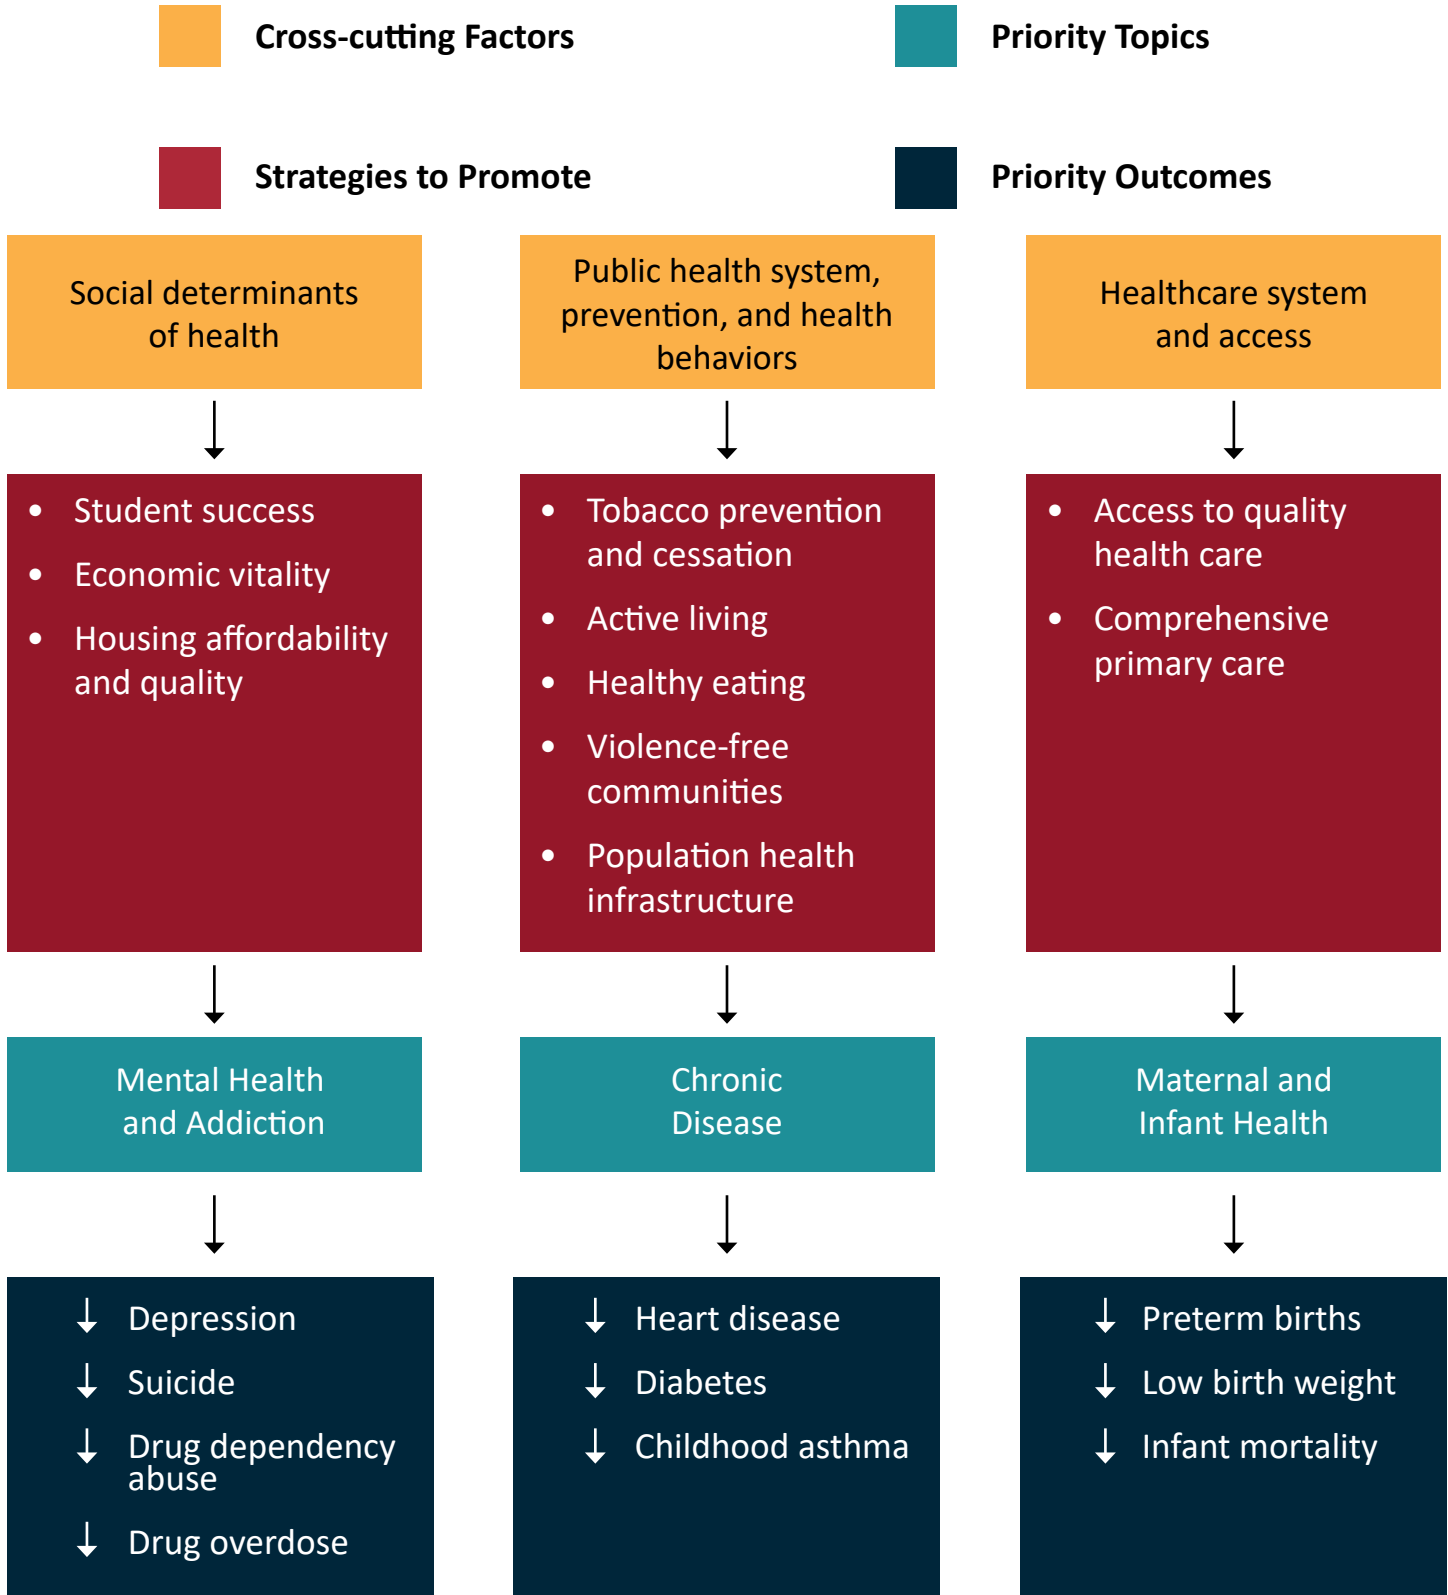 Cross-cutting Factors
Priority Topics
Strategies to Promote
Priority Outcomes
Social determinants
of health
Public health system,
prevention, and health
behaviors
Healthcare system
and access
• Student success
• Economic vitality
• Housing affordability
and quality
• Tobacco prevention
and cessation
• Active living
• Healthy eating
• Violence-free
communities
• Population health
infrastructure
• Access to quality
health care
• Comprehensive
primary care
Mental Health
and Addiction
Chronic
Disease
Maternal and
Infant Health
↓ Depression
↓ Suicide
↓ Drug dependency
abuse
↓ Drug overdose
↓ Heart disease
↓ Diabetes
↓ Childhood asthma
↓ Preterm births
↓ Low birth weight
↓ Infant mortality